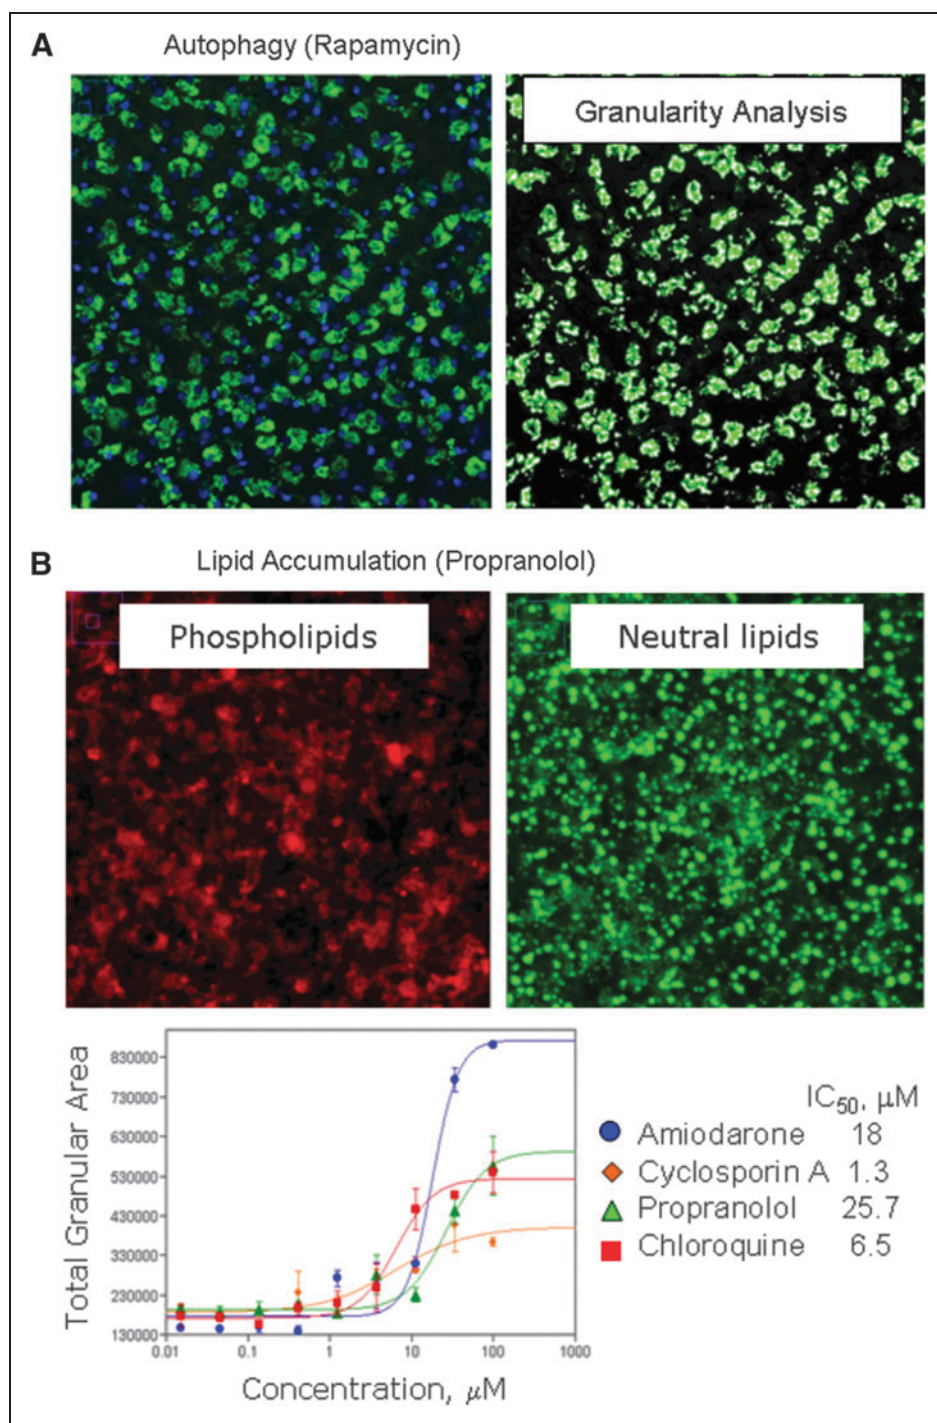 A Autophagy (Rapamycin)
Granularity Analysis
B Lipid Accumulation (Propranolol)
Phospholipids
Neutral lipids
Total Granular Area
830000
730000
630000
530000
430000
330000
230000
130000
0.01 0.1 1 10 100 1000
Concentration, μM
IC50, μM
Amiodarone 18
Cyclosporin A 1.3
Propranolol 25.7
Chloroquine 6.5